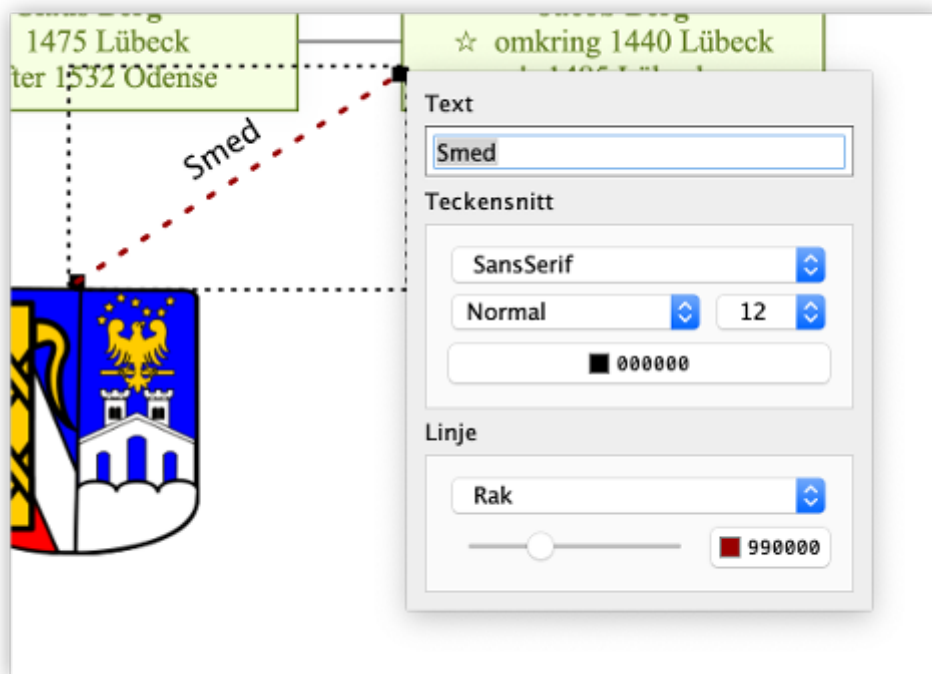 1475 Lübeck
ter 1532 Odense
☆ omkring 1440 Lübeck
Smed
Text
Smed
Teckensnitt
SansSerif
Normal
12
000000
Linje
Rak
990000